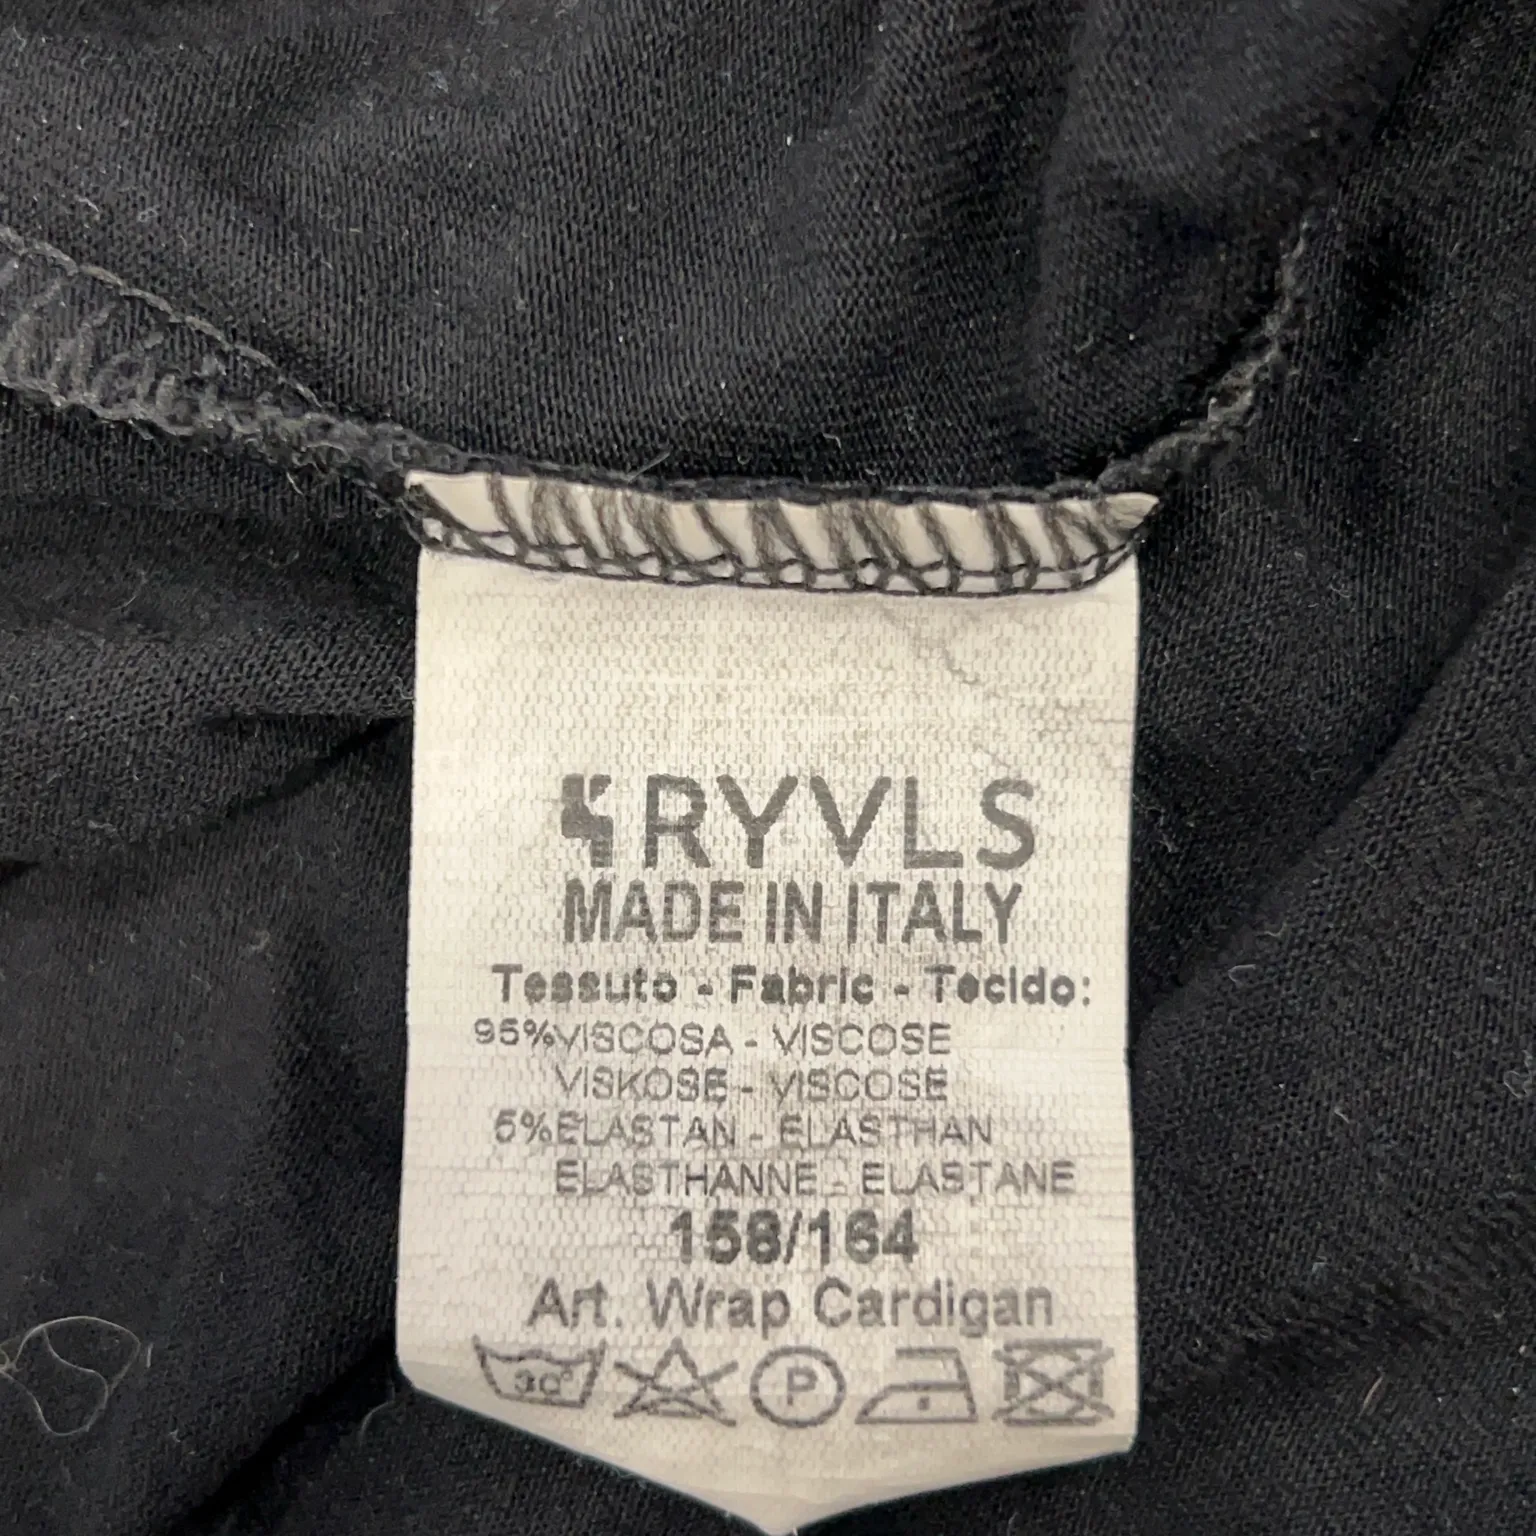 RYVLS
MADE IN ITALY
Tessuto - Fabric - Tecido:
95%VISCOSA - VISCOSE
VISKOSE - VISCOSE
5%ELASTAN - ELASTHAN
ELASTHANNE - ELASTANE
158/164
Art. Wrap Cardigan
30° P